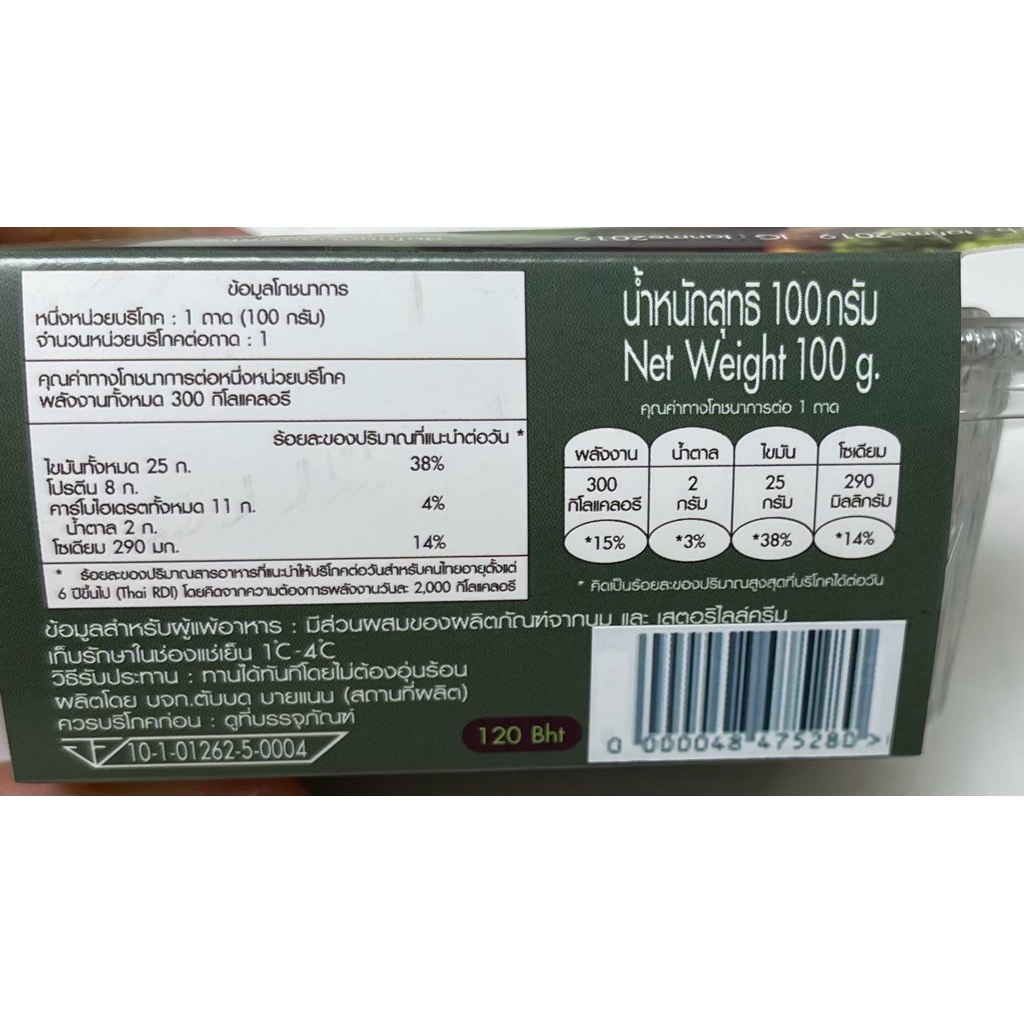 IG : lanme2019
ข้อมูลโภชนาการ
หนึ่งหน่วยบริโภค : 1 ถาด (100 กรัม)
จำนวนหน่วยบริโภคต่อถาด : 1
คุณค่าทางโภชนาการต่อหนึ่งหน่วยบริโภค
พลังงานทั้งหมด 300 กิโลแคลอรี
ร้อยละของปริมาณที่แนะนำต่อวัน *
ไขมันทั้งหมด 25 ก. 38%
โปรตีน 8 ก.
คาร์โบไฮเดรตทั้งหมด 11 ก. 4%
น้ำตาล 2 ก.
โซเดียม 290 มก. 14%
* ร้อยละของปริมาณสารอาหารที่แนะนำให้บริโภคต่อวันสำหรับคนไทยอายุตั้งแต่
6 ปีขึ้นไป (Thai RDI) โดยคิดจากความต้องการพลังงานวันละ 2,000 กิโลแคลอรี
น้ำหนักสุทธิ 100กรัม
Net Weight 100 g.
คุณค่าทางโภชนาการต่อ 1 ถาด
พลังงาน น้ำตาล ไขมัน โซเดียม
300 2 25 290
กิโลแคลอรี กรัม กรัม มิลลิกรัม
*15% *3% *38% *14%
* คิดเป็นร้อยละของปริมาณสูงสุดที่บริโภคได้ต่อวัน
ข้อมูลสำหรับผู้แพ้อาหาร : มีส่วนผสมของผลิตภัณฑ์จากนม และ เสตอริไลส์ครีม
เก็บรักษาในช่องแช่เย็น 1°C-4°C
วิธีรับประทาน : ทานได้ทันทีโดยไม่ต้องอุ่นร้อน
ผลิตโดย บจก.ตับบด บายแนน (สถานที่ผลิต)
ควรบริโภคก่อน : ดูที่บรรจุภัณฑ์
10-1-01262-5-0004
120 Bht
0 000048 475280 >